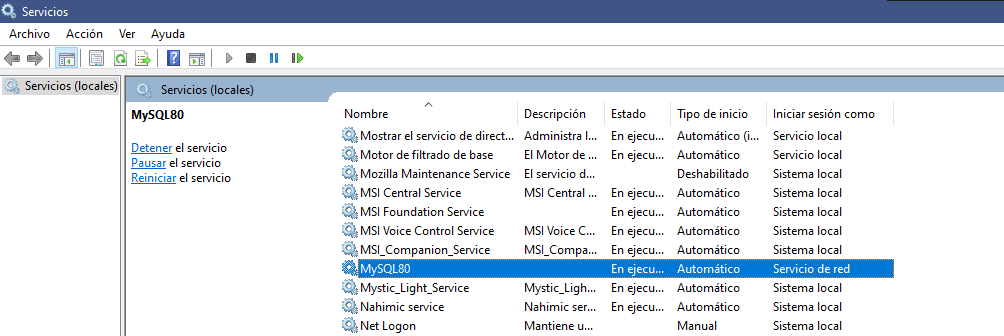 Servicios
Archivo Acción Ver Ayuda
Servicios (locales)
Servicios (locales)
MySQL80
Detener el servicio
Pausar el servicio
Reiniciar el servicio
Nombre Descripción Estado Tipo de inicio Iniciar sesión como
Mostrar el servicio de direct... Administra l... En ejecu... Automático (i... Servicio local
Motor de filtrado de base El Motor de ... En ejecu... Automático Servicio local
Mozilla Maintenance Service El servicio d... Deshabilitado Sistema local
MSI Central Service MSI Central ... En ejecu... Automático Sistema local
MSI Foundation Service En ejecu... Automático Sistema local
MSI Voice Control Service MSI Voice C... En ejecu... Automático Sistema local
MSI_Companion_Service MSI_Compa... En ejecu... Automático Sistema local
MySQL80 En ejecu... Automático Servicio de red
Mystic_Light_Service Mystic_Ligh... En ejecu... Automático Sistema local
Nahimic service Nahimic ser... En ejecu... Automático Sistema local
Net Logon Mantiene u... Manual Sistema local